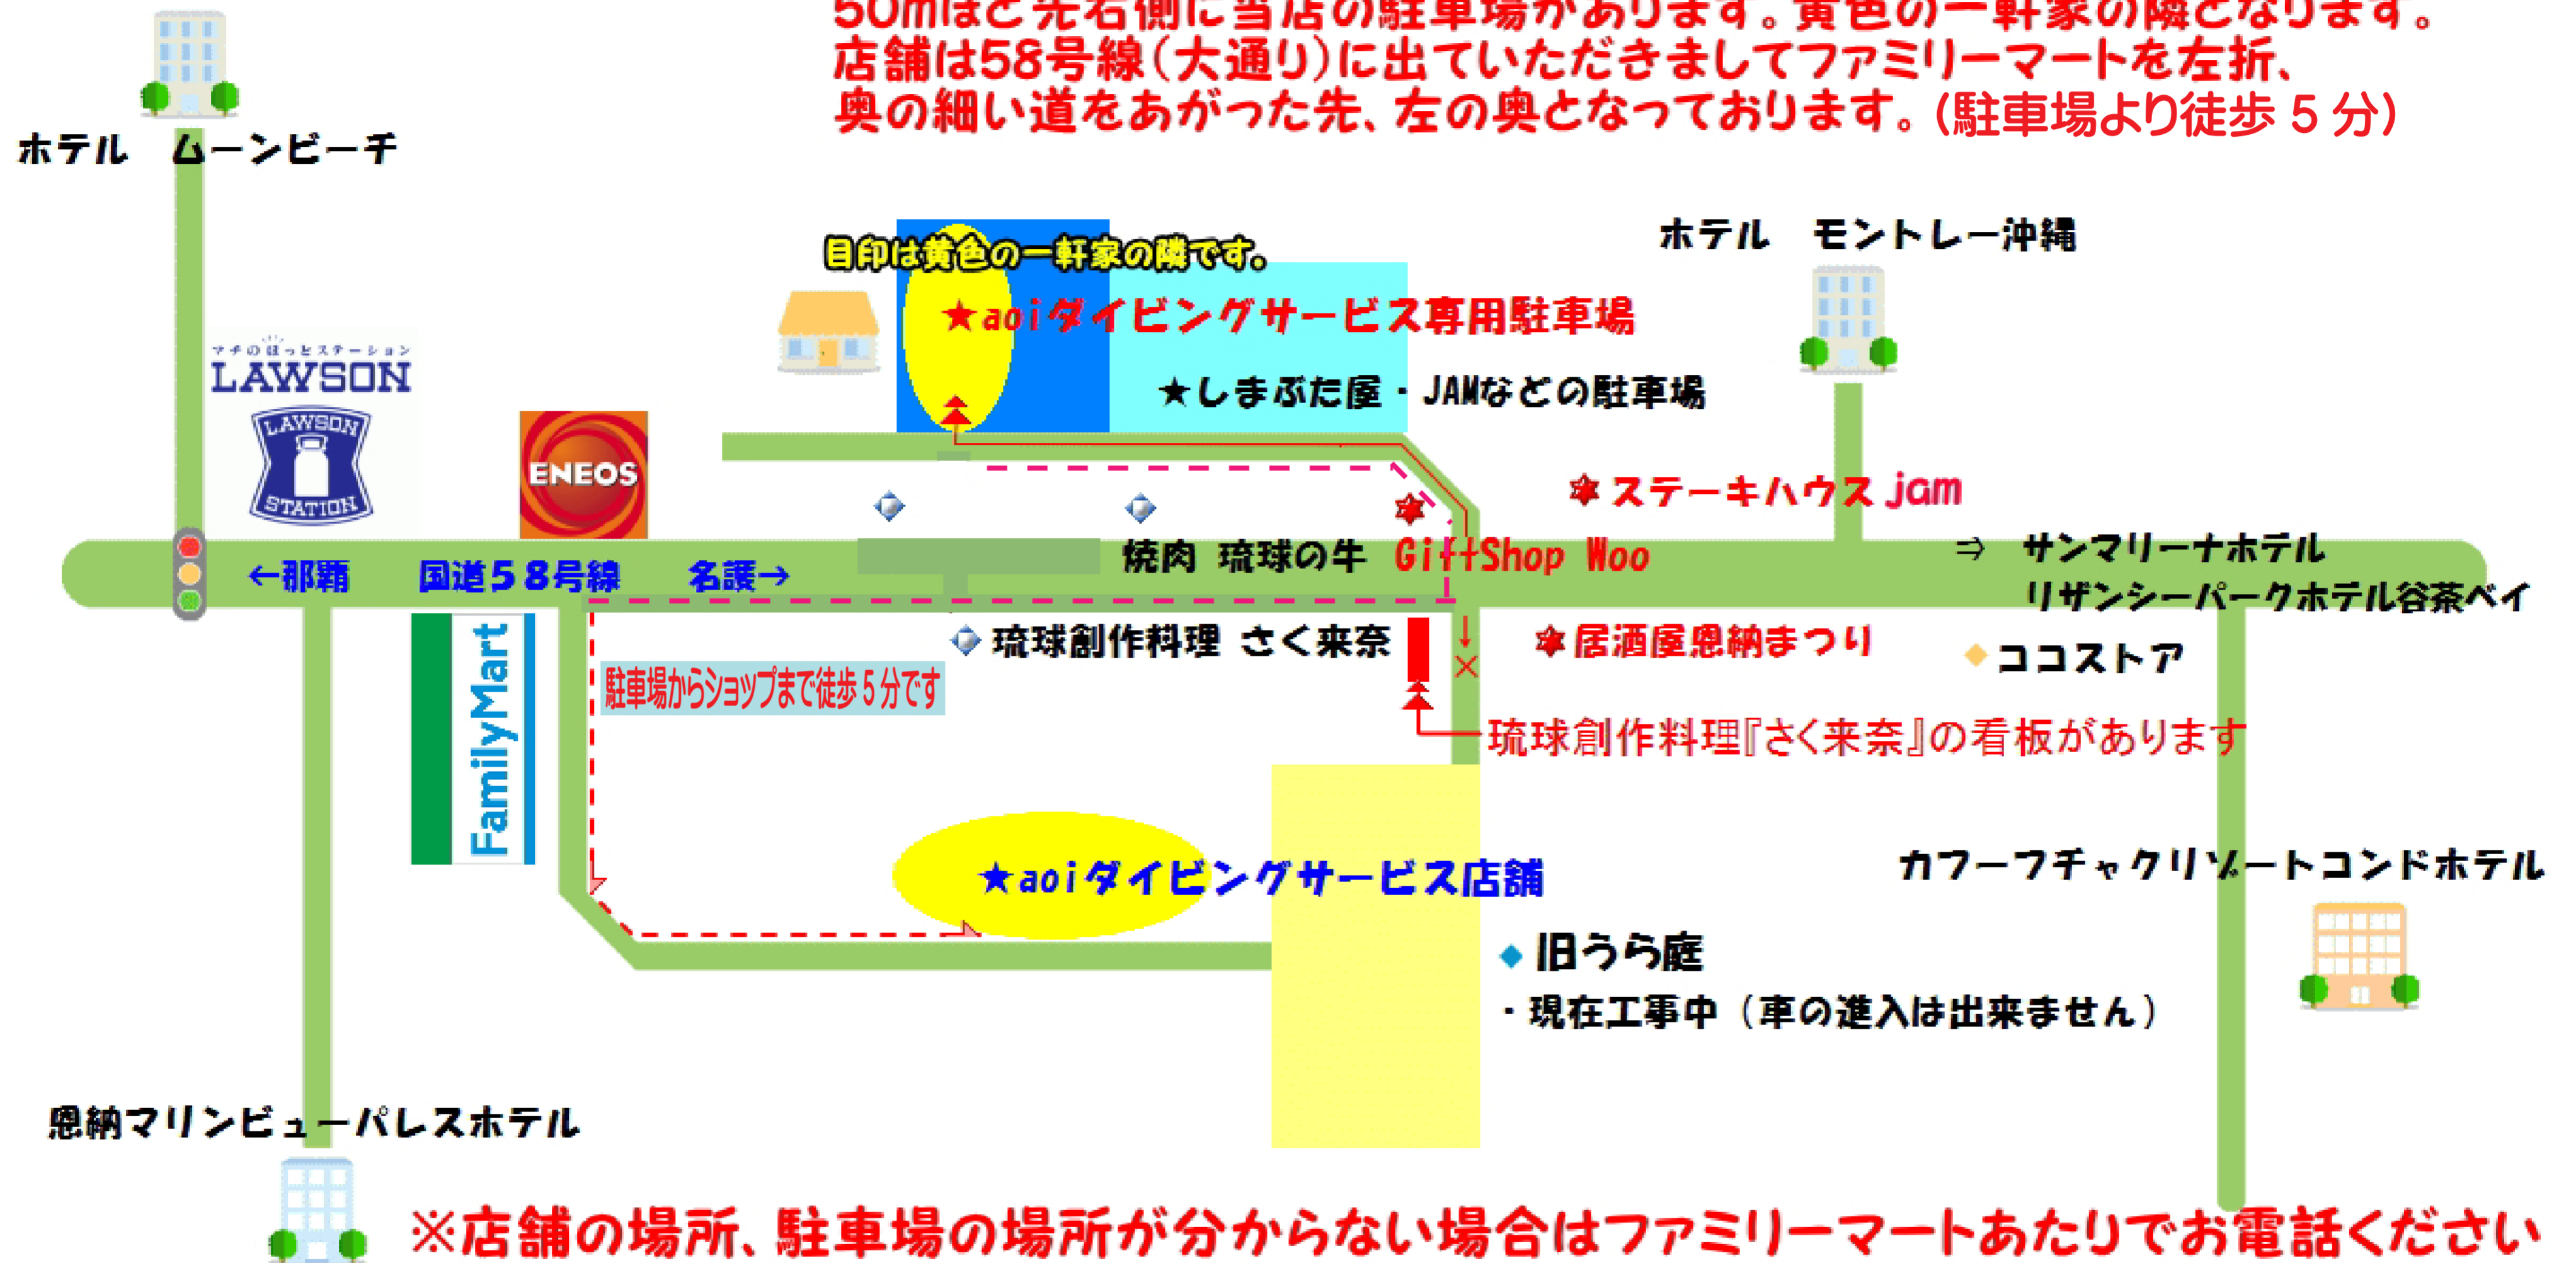 50mほど先右側に当店の駐車場があります。黄色の一軒家の隣となります。
店舗は58号線(大通り)に出ていただきましてファミリーマートを左折、
奥の細い道をあがった先、左の奥となっております。(駐車場より徒歩5分)
ホテル ムーンビーチ
ホテル モントレー沖縄
目印は黄色の一軒家の隣です。
★aoiダイビングサービス専用駐車場
マチのほっとステーション
LAWSON
LAWSON
STATION
★しまぶた屋・JAMなどの駐車場
ENEOS
ステーキハウス jam
焼肉 琉球の牛 GiftShop Woo
⇒ サンマリーナホテル
リザンシーパークホテル谷茶ベイ
←那覇 国道58号線 名護→
琉球創作料理 さく来奈
居酒屋恩納まつり
ココストア
FamilyMart
駐車場からショップまで徒歩5分です
×
琉球創作料理『さく来奈』の看板があります
★aoiダイビングサービス店舗
カフーフチャクリゾートコンドホテル
◆旧うら庭
・現在工事中(車の進入は出来ません)
恩納マリンビューパレスホテル
※店舗の場所、駐車場の場所が分からない場合はファミリーマートあたりでお電話ください